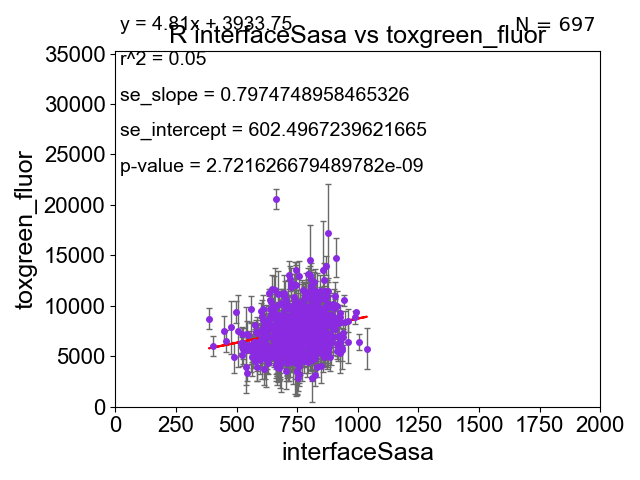 y = 4.81x + 3933.75
N = 697
R interfaceSasa vs toxgreen_fluor
r^2 = 0.05
se_slope = 0.7974748958465326
se_intercept = 602.4967239621665
p-value = 2.721626679489782e-09
toxgreen_fluor
35000
30000
25000
20000
15000
10000
5000
0
0 250 500 750 1000 1250 1500 1750 2000
interfaceSasa